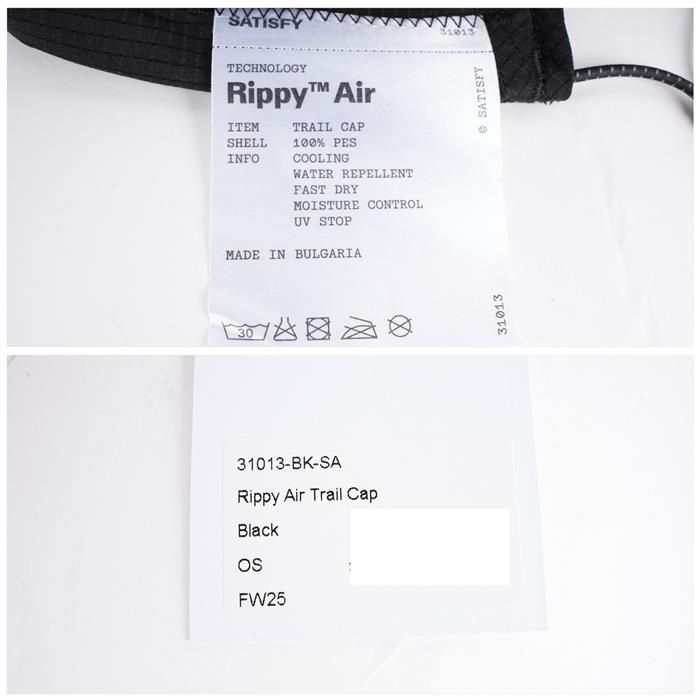 SATISFY
31013
TECHNOLOGY
Rippy™ Air
ITEM TRAIL CAP
SHELL 100% PES
INFO COOLING
WATER REPELLENT
FAST DRY
MOISTURE CONTROL
UV STOP
MADE IN BULGARIA
30
© SATISFY
31013
31013-BK-SA
Rippy Air Trail Cap
Black
OS
FW25